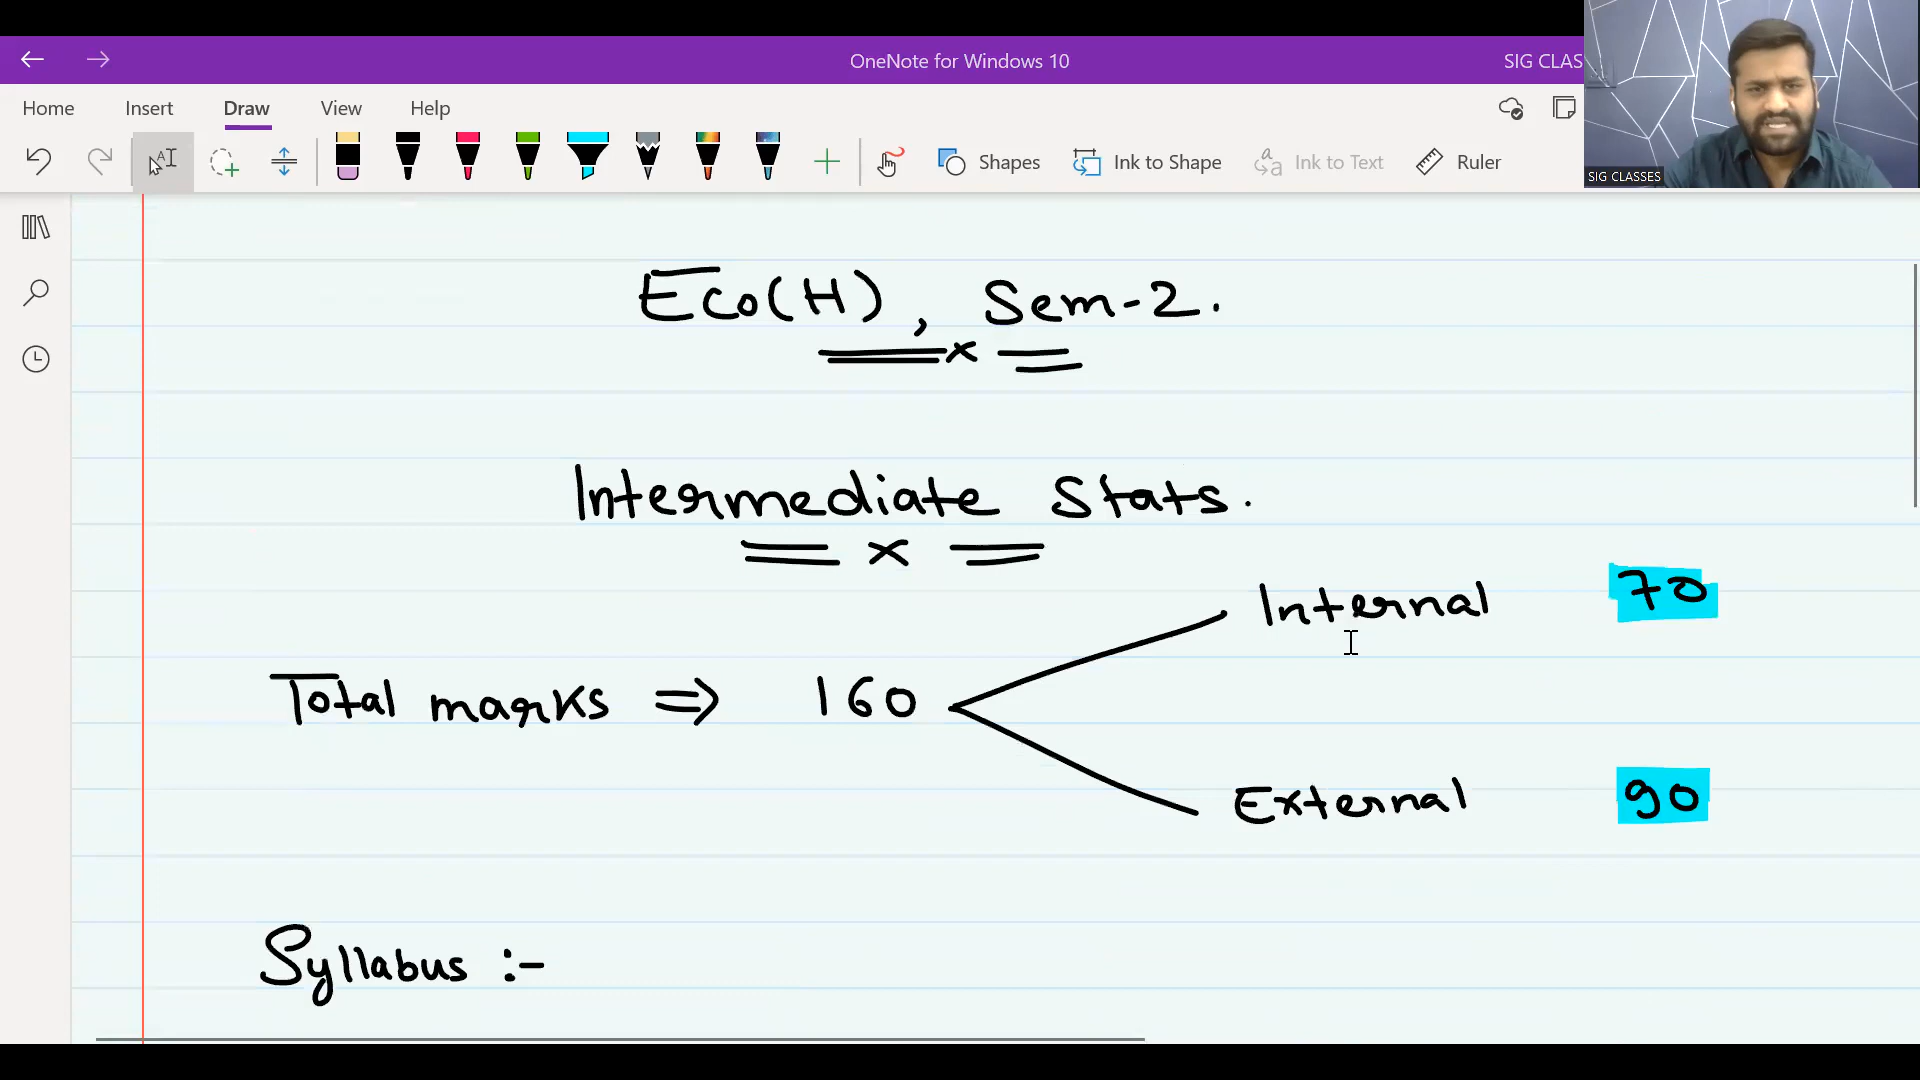 OneNote for Windows 10
SIG CLAS
Home Insert Draw View Help
Shapes Ink to Shape Ink to Text Ruler
SIG CLASSES
Eco(H), Sem-2.
Intermediate Stats.
Internal 70
Total marks ⇒ 160
External 90
Syllabus :-